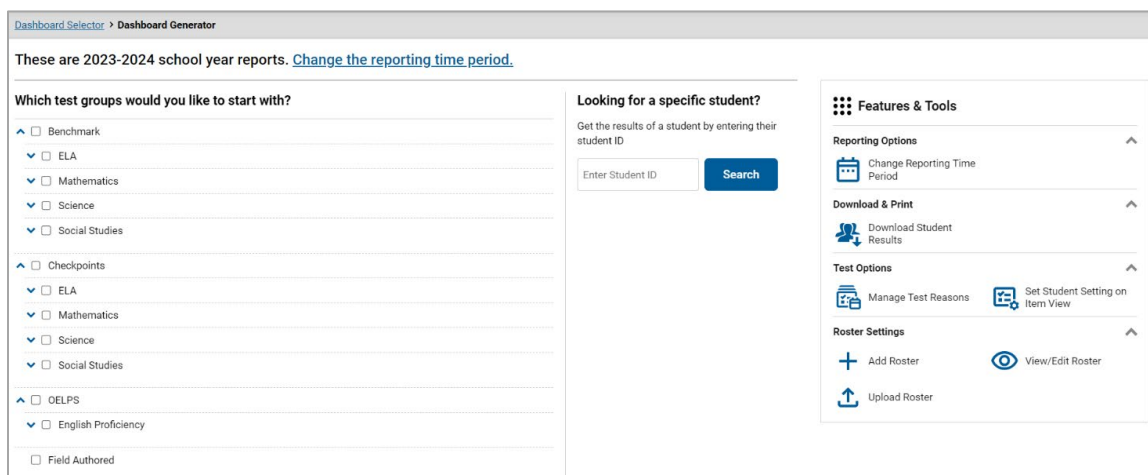 Dashboard Selector > Dashboard Generator
These are 2023-2024 school year reports. Change the reporting time period.
Which test groups would you like to start with?
Benchmark
ELA
Mathematics
Science
Social Studies
Checkpoints
ELA
Mathematics
Science
Social Studies
OELPS
English Proficiency
Field Authored
Looking for a specific student?
Get the results of a student by entering their
student ID
Enter Student ID
Search
Features & Tools
Reporting Options
Change Reporting Time
Period
Download & Print
Download Student
Results
Test Options
Manage Test Reasons
Set Student Setting on
Item View
Roster Settings
Add Roster
View/Edit Roster
Upload Roster